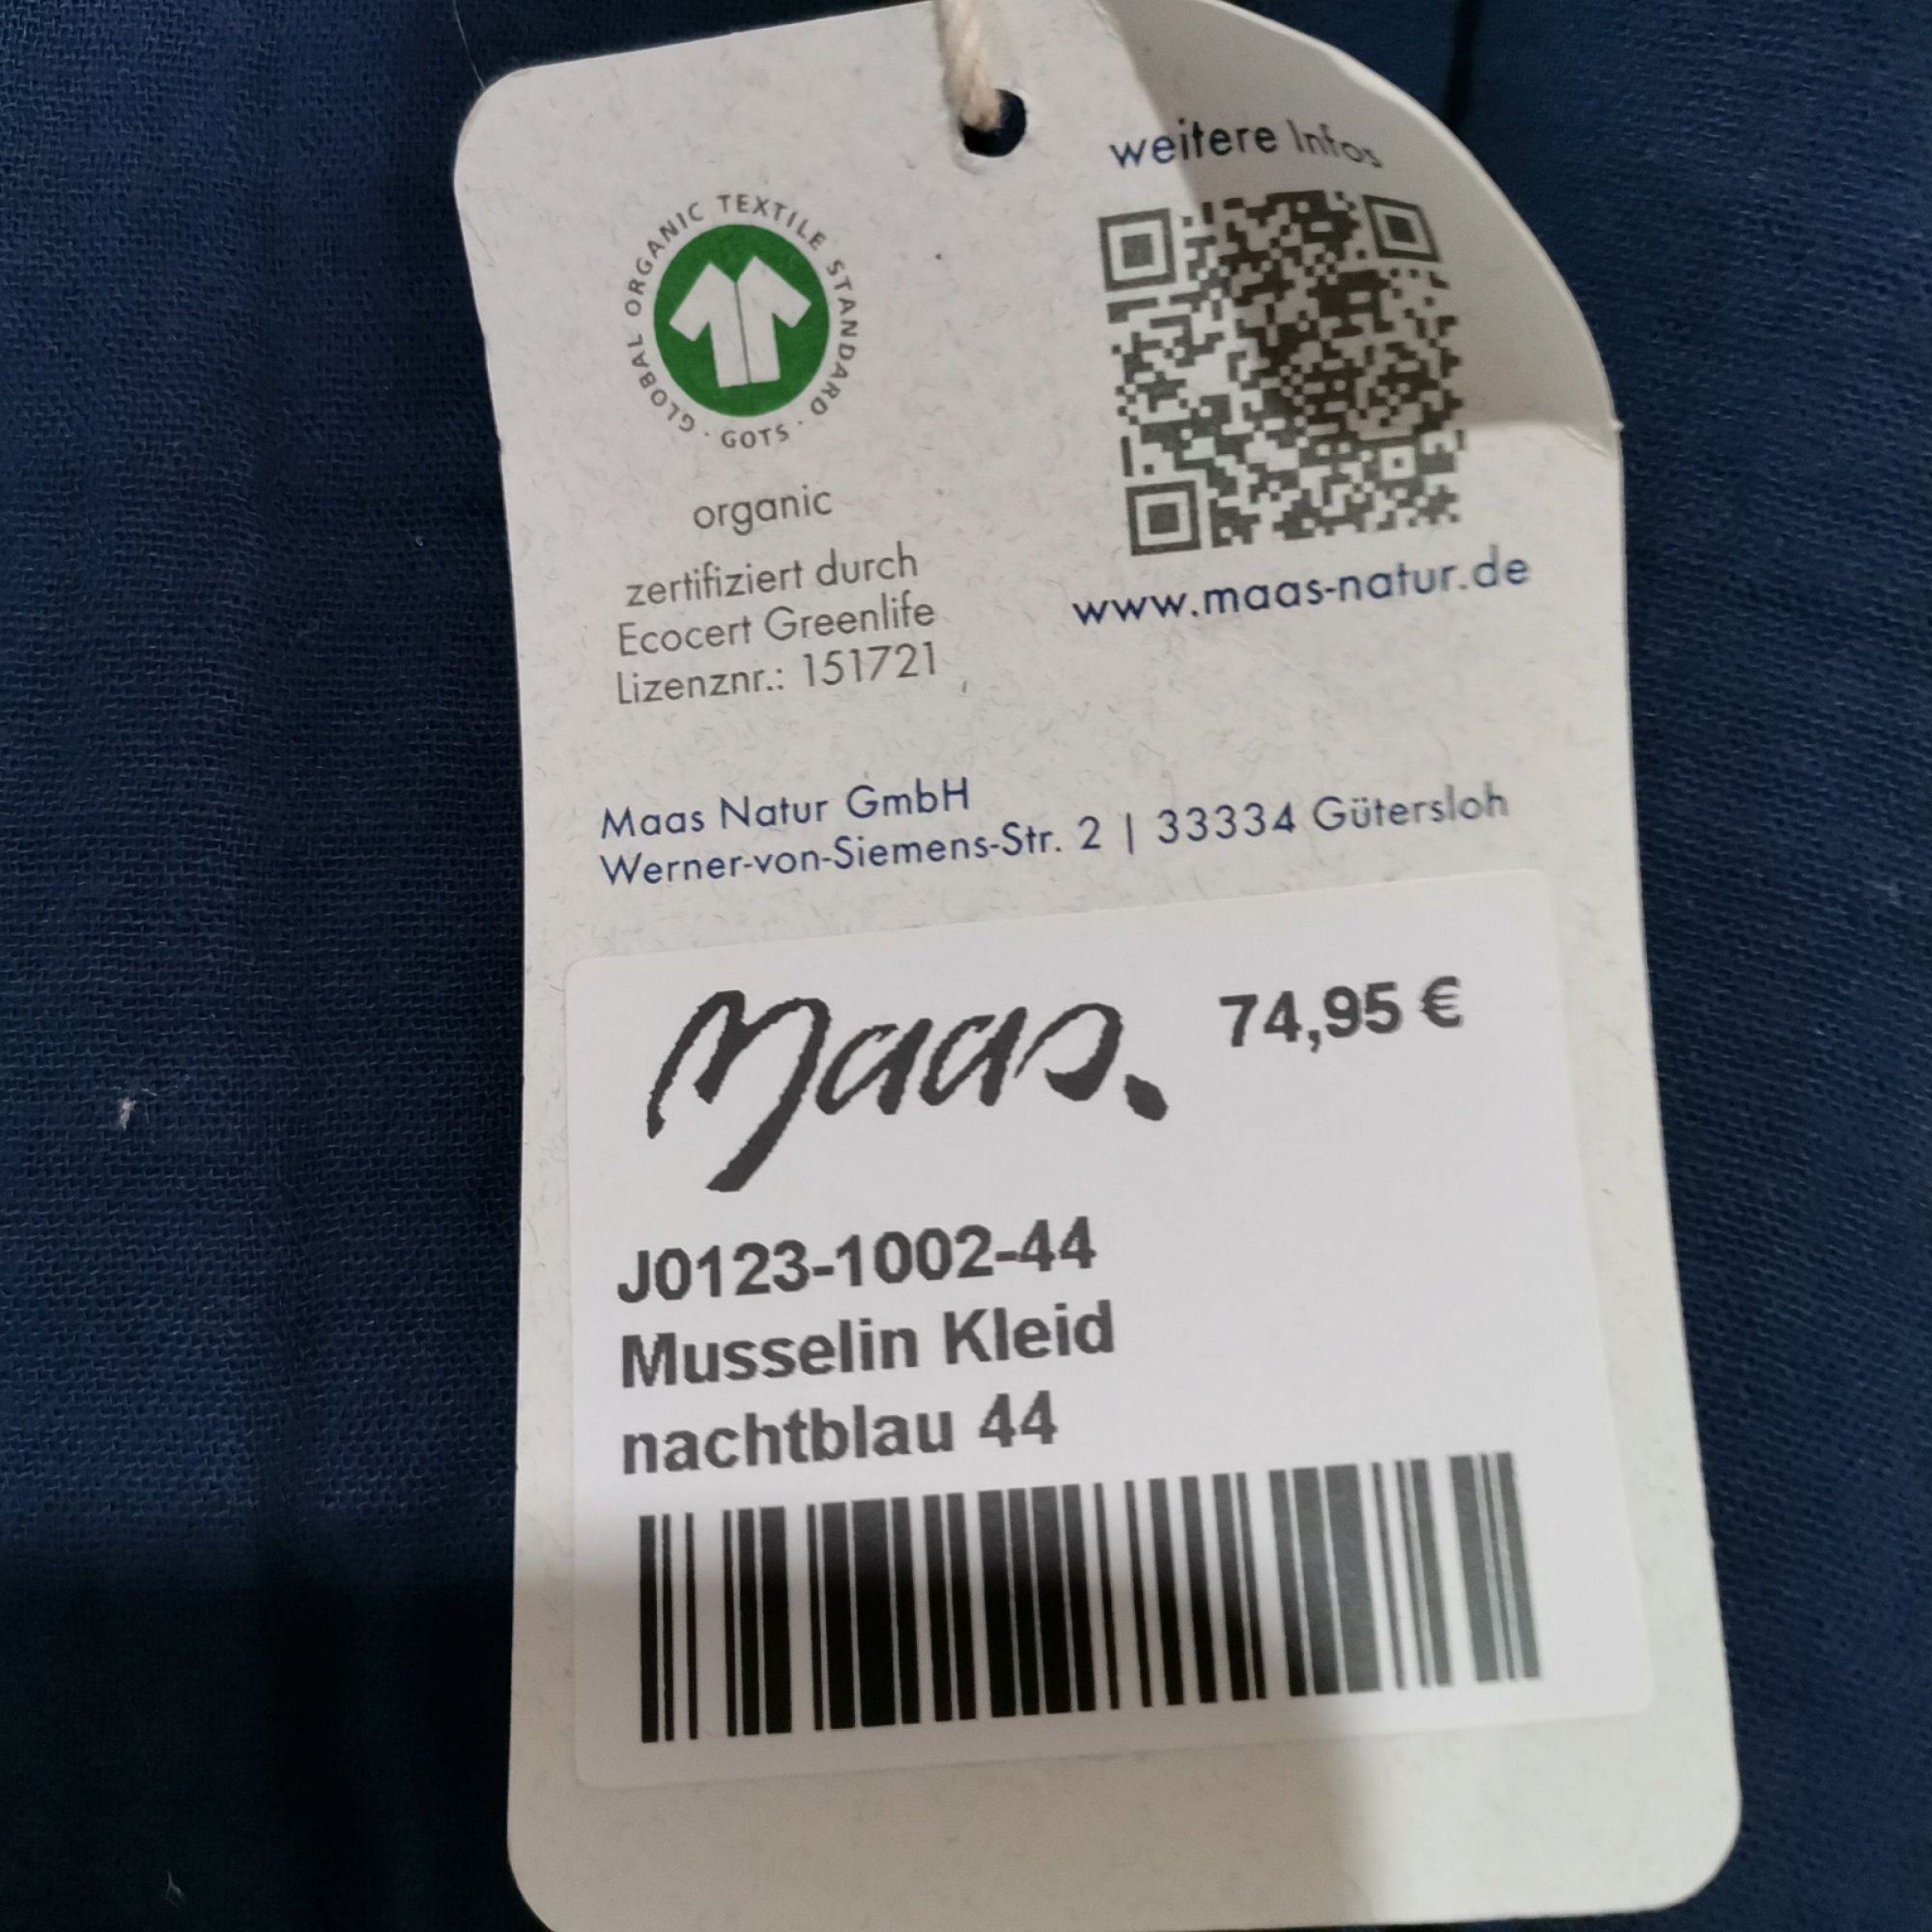 GLOBAL ORGANIC TEXTILE STANDARD · GOTS ·
organic
zertifiziert durch
Ecocert Greenlife
Lizenznr.: 151721
weitere Infos
www.maas-natur.de
Maas Natur GmbH
Werner-von-Siemens-Str. 2 | 33334 Gütersloh
Maas.
74,95 €
J0123-1002-44
Musselin Kleid
nachtblau 44